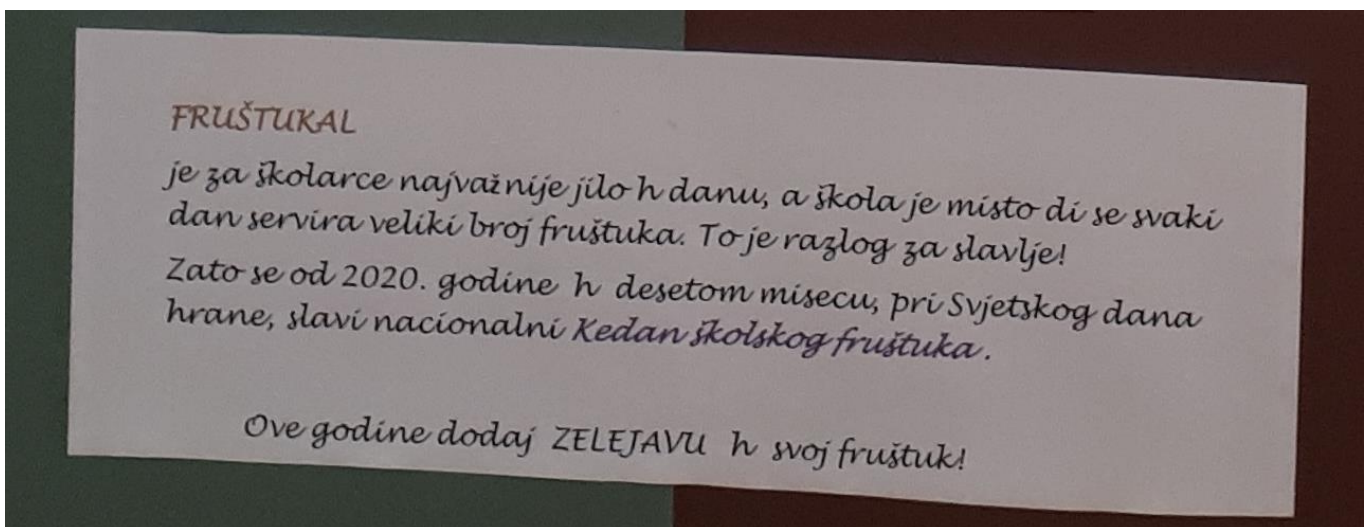 FRUŠTUKAL
je za školarce najvažnije jilo h danu, a škola je misto di se svaki
dan servira veliki broj fruštuka. To je razlog za slavlje!
Zato se od 2020. godine h desetom misecu, pri Svjetskog dana
hrane, slavi nacionalni Kedan školskog fruštuka.
Ove godine dodaj ZELEJAVU h svoj fruštuk!